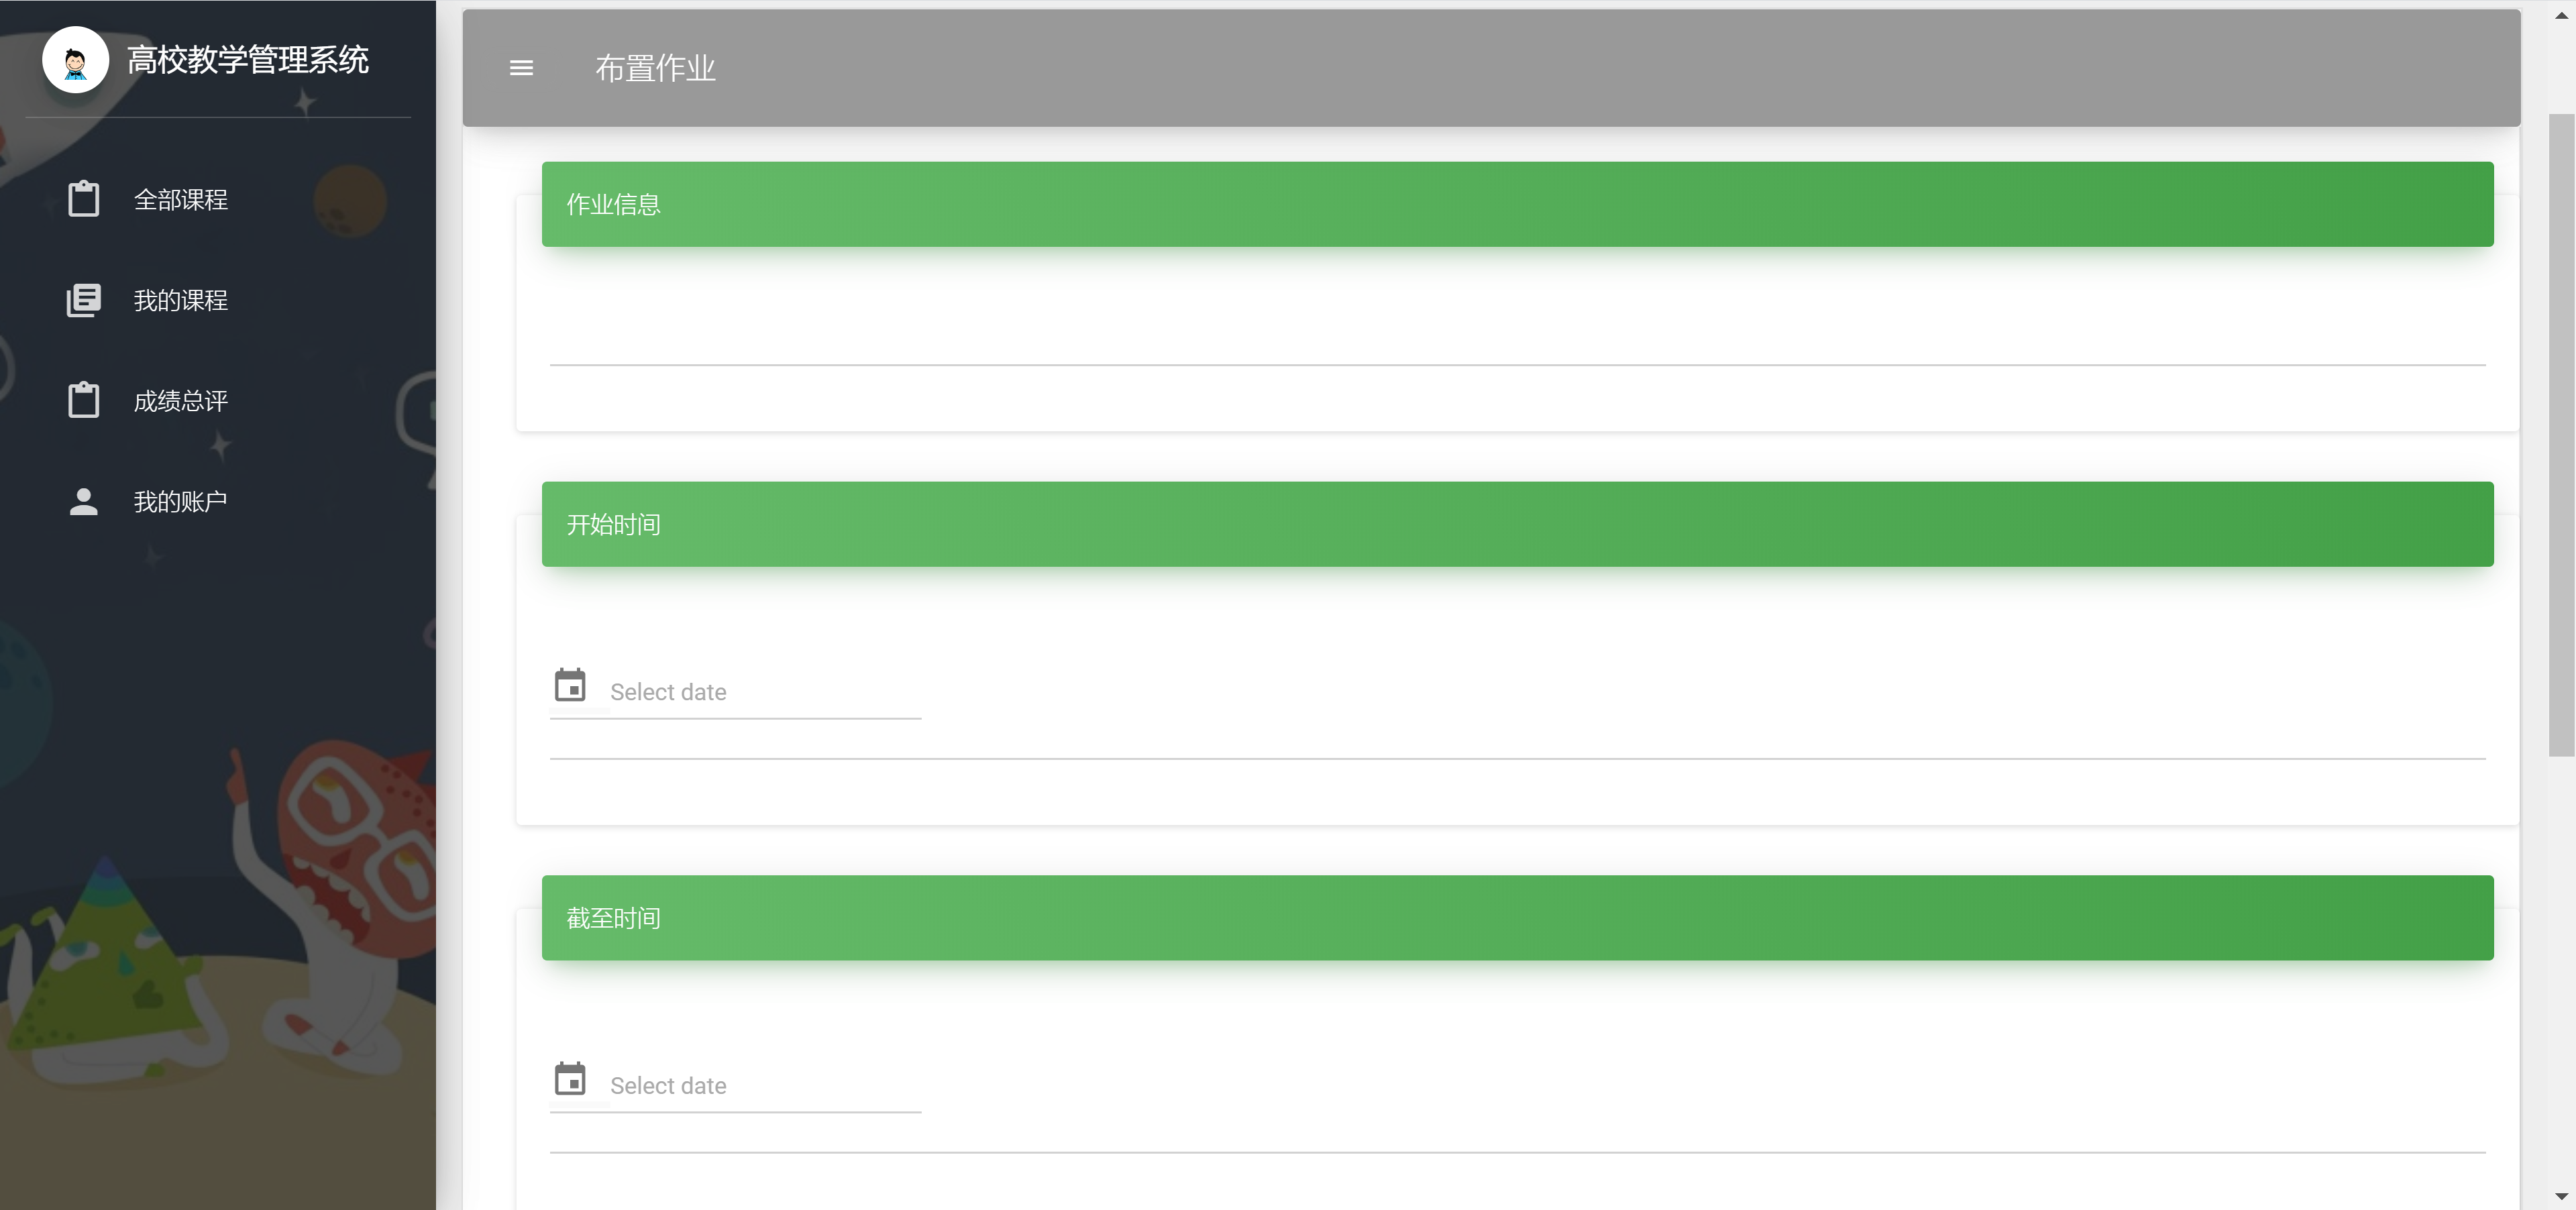 高校教学管理系统
全部课程
我的课程
成绩总评
我的账户
布置作业
作业信息
开始时间
Select date
截至时间
Select date